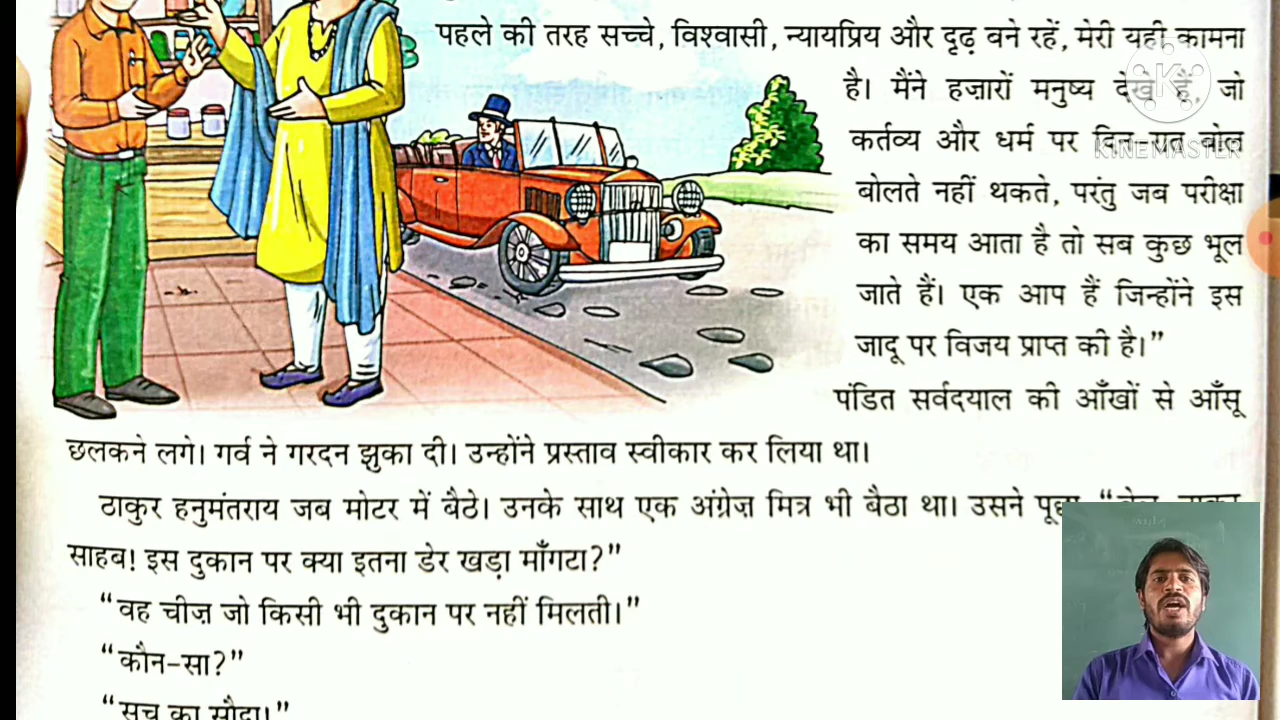 पहले की तरह सच्चे, विश्वासी, न्यायप्रिय और दृढ़ बने रहें, मेरी यही कामना
है। मैंने हज़ारों मनुष्य देखे हैं, जो
कर्तव्य और धर्म पर दिन-रात बोल
बोलते नहीं थकते, परंतु जब परीक्षा
का समय आता है तो सब कुछ भूल
जाते हैं। एक आप हैं जिन्होंने इस
जादू पर विजय प्राप्त की है।”
पंडित सर्वदयाल की आँखों से आँसू
छलकने लगे। गर्व ने गरदन झुका दी। उन्होंने प्रस्ताव स्वीकार कर लिया था।
ठाकुर हनुमंतराय जब मोटर में बैठे। उनके साथ एक अंग्रेज़ मित्र भी बैठा था। उसने
साहब! इस दुकान पर क्या इतना डेर खड़ा माँगटा?”
“वह चीज़ जो किसी भी दुकान पर नहीं मिलती।”
“कौन-सा?”
“सच का सौदा।”
KINEMASTER